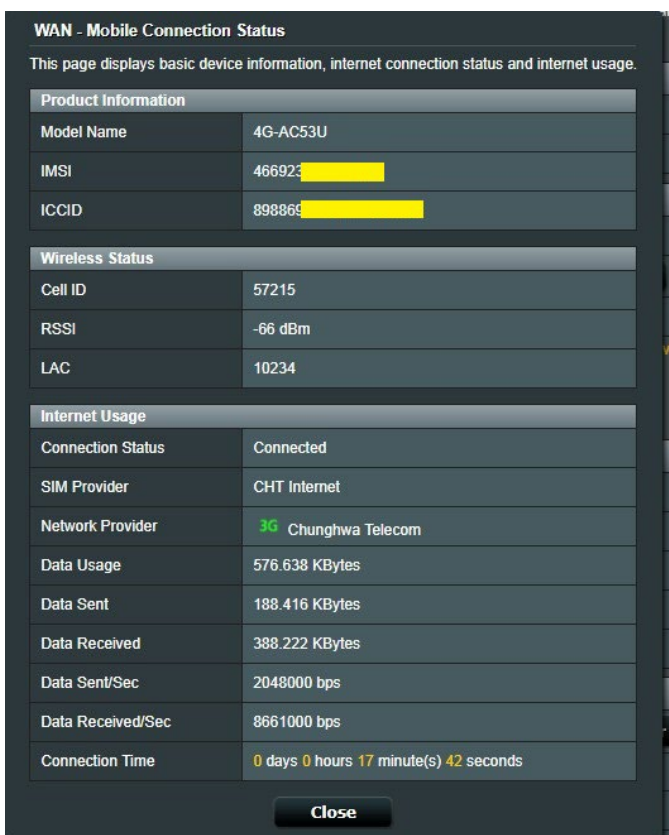 WAN - Mobile Connection Status
This page displays basic device information, internet connection status and internet usage.
Product Information
Model Name 4G-AC53U
IMSI 466923
ICCID 898869
Wireless Status
Cell ID 57215
RSSI -66 dBm
LAC 10234
Internet Usage
Connection Status Connected
SIM Provider CHT Internet
Network Provider 3G Chunghwa Telecom
Data Usage 576.638 KBytes
Data Sent 188.416 KBytes
Data Received 388.222 KBytes
Data Sent/Sec 2048000 bps
Data Received/Sec 8661000 bps
Connection Time 0 days 0 hours 17 minute(s) 42 seconds
Close